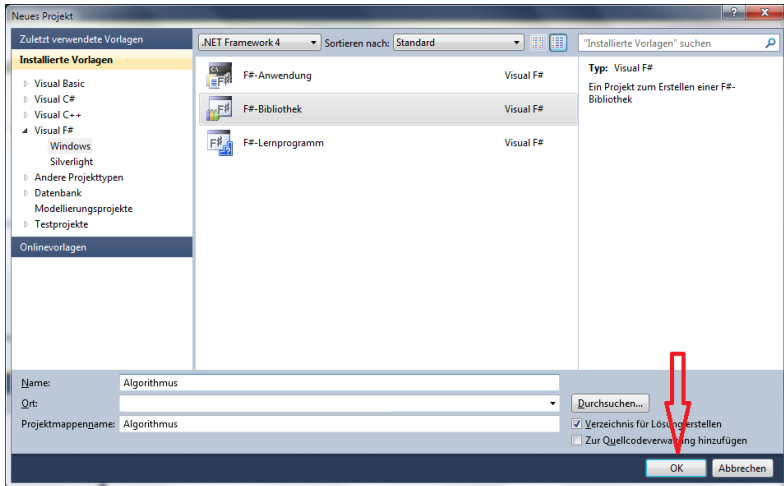 Neues Projekt
Zuletzt verwendete Vorlagen
.NET Framework 4
Sortieren nach:
Standard
"Installierte Vorlagen" suchen
Installierte Vorlagen
Visual Basic
Visual C#
Visual C++
Visual F#
Windows
Silverlight
Andere Projekttypen
Datenbank
Modellierungsprojekte
Testprojekte
Onlinevorlagen
F#-Anwendung
Visual F#
F#-Bibliothek
Visual F#
F#-Lernprogramm
Visual F#
Typ: Visual F#
Ein Projekt zum Erstellen einer F#-
Bibliothek
Name:
Algorithmus
Ort:
Durchsuchen...
Projektmappenname:
Algorithmus
Verzeichnis für Lösung erstellen
Zur Quellcodeverwaltung hinzufügen
OK
Abbrechen